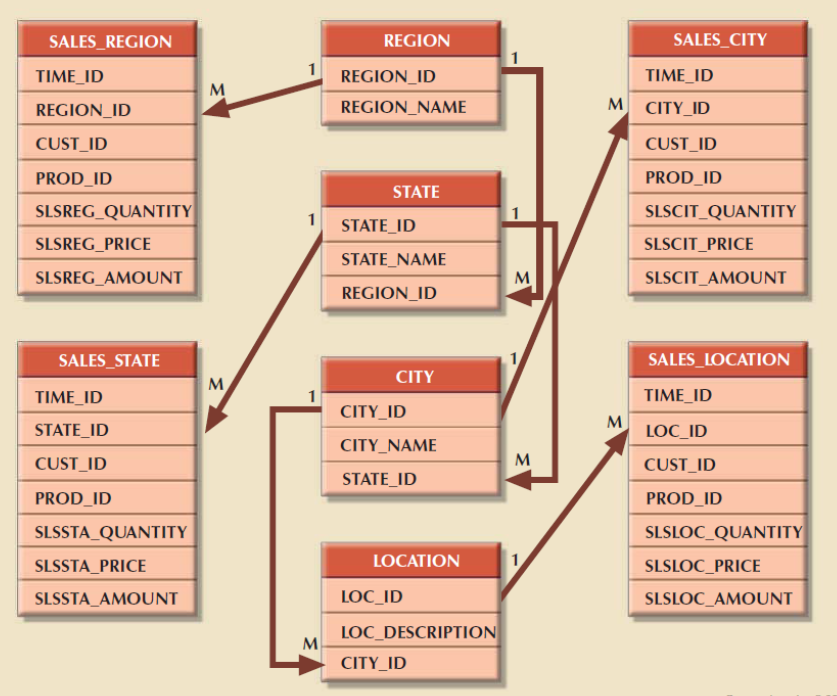 SALES_REGION
TIME_ID
REGION_ID
CUST_ID
PROD_ID
SLSREG_QUANTITY
SLSREG_PRICE
SLSREG_AMOUNT
1
M
REGION
REGION_ID
REGION_NAME
1
SALES_CITY
TIME_ID
CITY_ID
CUST_ID
PROD_ID
SLSCIT_QUANTITY
SLSCIT_PRICE
SLSCIT_AMOUNT
M
STATE
STATE_ID
STATE_NAME
REGION_ID
1
1
M
SALES_STATE
TIME_ID
STATE_ID
CUST_ID
PROD_ID
SLSSTA_QUANTITY
SLSSTA_PRICE
SLSSTA_AMOUNT
M
CITY
CITY_ID
CITY_NAME
STATE_ID
1
1
M
SALES_LOCATION
TIME_ID
LOC_ID
CUST_ID
PROD_ID
SLSLOC_QUANTITY
SLSLOC_PRICE
SLSLOC_AMOUNT
M
LOCATION
LOC_ID
LOC_DESCRIPTION
CITY_ID
1
M